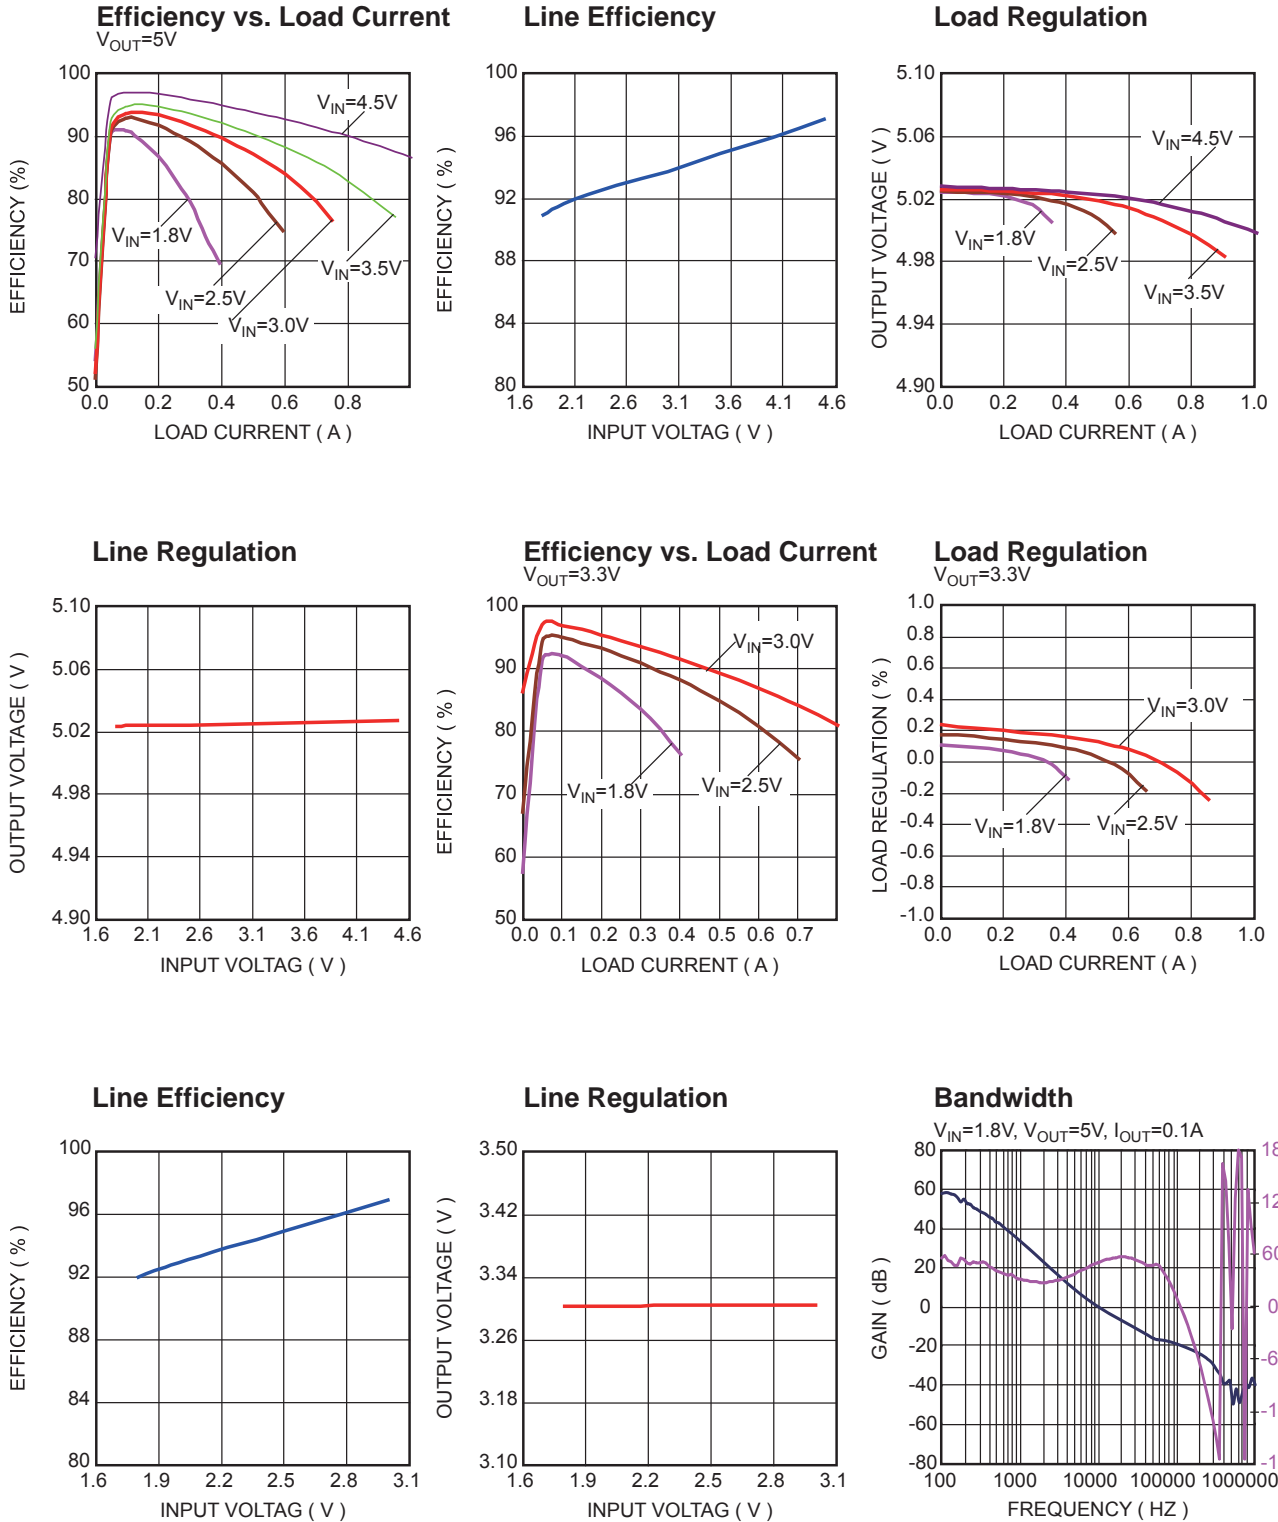 Efficiency vs. Load Current
VOUT=5V
EFFICIENCY (%)
100
90
80
70
60
50
VIN=4.5V
VIN=1.8V
VIN=3.5V
VIN=2.5V
VIN=3.0V
0.0 0.2 0.4 0.6 0.8
LOAD CURRENT ( A )
Line Efficiency
EFFICIENCY ( % )
100
96
92
88
84
80
1.6 2.1 2.6 3.1 3.6 4.1 4.6
INPUT VOLTAG ( V )
Load Regulation
OUTPUT VOLTAGE ( V )
5.10
5.06
5.02
4.98
4.94
4.90
VIN=4.5V
VIN=1.8V
VIN=2.5V
VIN=3.5V
0.0 0.2 0.4 0.6 0.8 1.0
LOAD CURRENT ( A )
Line Regulation
OUTPUT VOLTAGE ( V )
5.10
5.06
5.02
4.98
4.94
4.90
1.6 2.1 2.6 3.1 3.6 4.1 4.6
INPUT VOLTAG ( V )
Efficiency vs. Load Current
VOUT=3.3V
EFFICIENCY ( % )
100
90
80
70
60
50
VIN=3.0V
VIN=1.8V
VIN=2.5V
0.0 0.1 0.2 0.3 0.4 0.5 0.6 0.7
LOAD CURRENT ( A )
Load Regulation
VOUT=3.3V
LOAD REGULATION ( % )
1.0
0.8
0.6
0.4
0.2
0.0
-0.2
-0.4
-0.6
-0.8
-1.0
VIN=3.0V
VIN=1.8V
VIN=2.5V
0.0 0.2 0.4 0.6 0.8 1.0
LOAD CURRENT ( A )
Line Efficiency
EFFICIENCY ( % )
100
96
92
88
84
80
1.6 1.9 2.2 2.5 2.8 3.1
INPUT VOLTAG ( V )
Line Regulation
OUTPUT VOLTAGE ( V )
3.50
3.42
3.34
3.26
3.18
3.10
1.6 1.9 2.2 2.5 2.8 3.1
INPUT VOLTAG ( V )
Bandwidth
VIN=1.8V, VOUT=5V, IOUT=0.1A
GAIN ( dB )
80
60
40
20
0
-20
-40
-60
-80
18
12
60
0
-6
-1
-1
100 1000 10000 100000 1000000
FREQUENCY ( HZ )